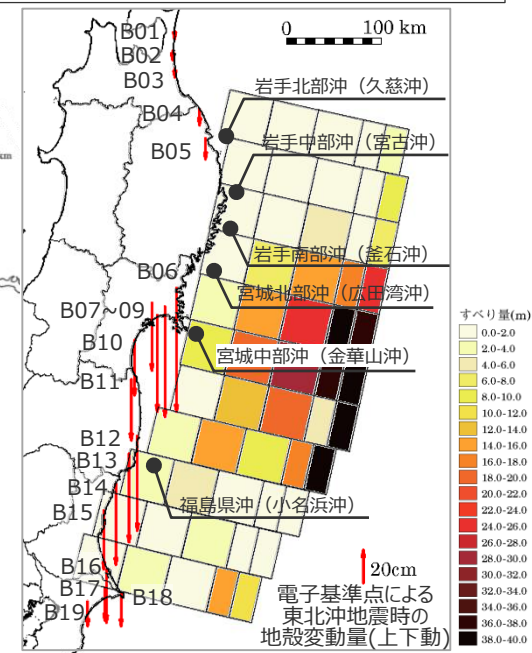 B01
B02
B03
B04
B05
0 100 km
岩手北部沖（久慈沖）
岩手中部沖（宮古沖）
km
岩手南部沖（釜石沖）
B06
宮城北部沖（広田湾沖）
B07~09
B10
宮城中部沖（金華山沖）
B11
B12
B13
B14
福島県沖（小名浜沖）
B15
B16
B17
B18
B19
20cm
電子基準点による
東北沖地震時の
地殻変動量(上下動)
すべり量(m)
0.0-2.0
2.0-4.0
4.0-6.0
6.0-8.0
8.0-10.0
10.0-12.0
12.0-14.0
14.0-16.0
16.0-18.0
18.0-20.0
20.0-22.0
22.0-24.0
24.0-26.0
26.0-28.0
28.0-30.0
30.0-32.0
32.0-34.0
34.0-36.0
36.0-38.0
38.0-40.0